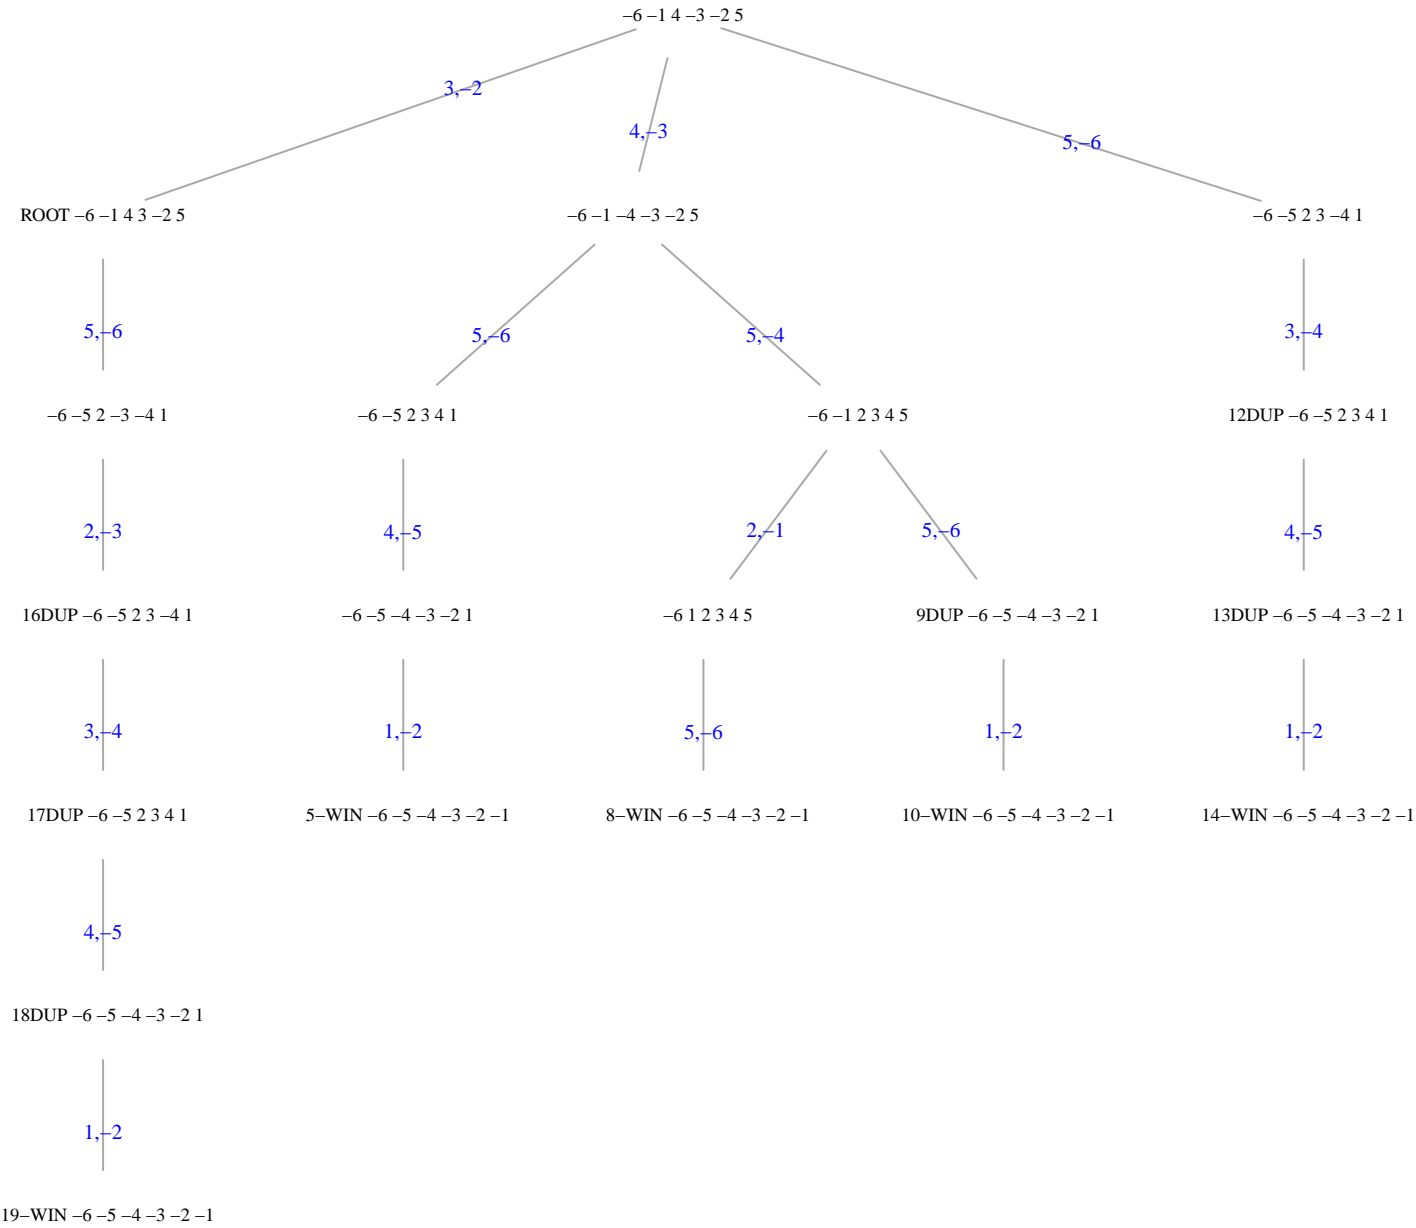 –6 –1 4 –3 –2 5
3,–2
4,–3
5,–6
ROOT –6 –1 4 3 –2 5
–6 –1 –4 –3 –2 5
–6 –5 2 3 –4 1
5,–6
5,–6
5,–4
3,–4
–6 –5 2 –3 –4 1
–6 –5 2 3 4 1
–6 –1 2 3 4 5
12DUP –6 –5 2 3 4 1
2,–3
4,–5
2,–1
5,–6
4,–5
16DUP –6 –5 2 3 –4 1
–6 –5 –4 –3 –2 1
–6 1 2 3 4 5
9DUP –6 –5 –4 –3 –2 1
13DUP –6 –5 –4 –3 –2 1
3,–4
1,–2
5,–6
1,–2
1,–2
17DUP –6 –5 2 3 4 1
5–WIN –6 –5 –4 –3 –2 –1
8–WIN –6 –5 –4 –3 –2 –1
10–WIN –6 –5 –4 –3 –2 –1
14–WIN –6 –5 –4 –3 –2 –1
4,–5
18DUP –6 –5 –4 –3 –2 1
1,–2
19–WIN –6 –5 –4 –3 –2 –1